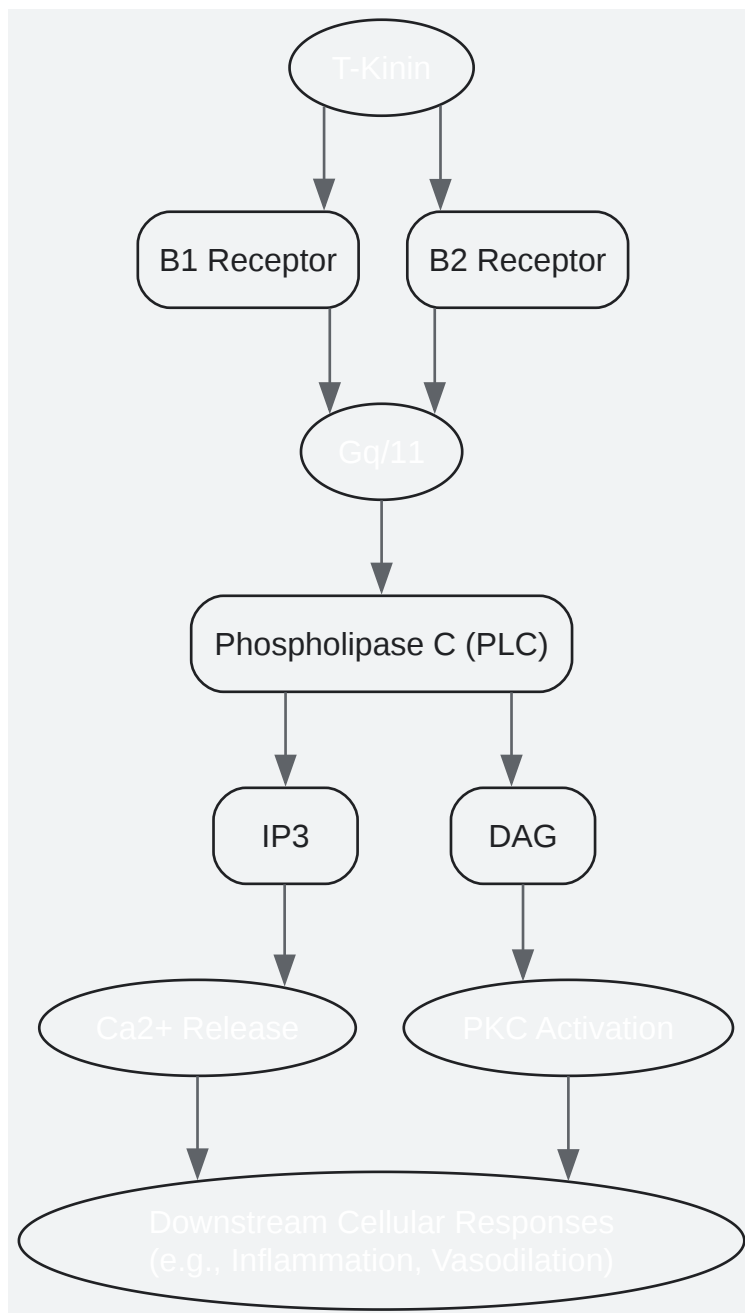 T-Kinin
B1 Receptor
B2 Receptor
Gq/11
Phospholipase C (PLC)
IP3
DAG
Ca2+ Release
PKC Activation
Downstream Cellular Responses
(e.g., Inflammation, Vasodilation)